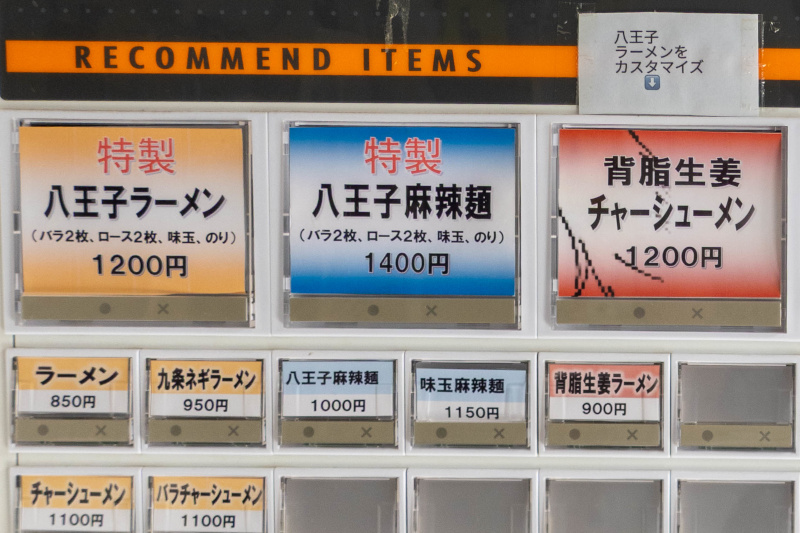 RECOMMEND ITEMS
八王子
ラーメンを
カスタマイズ
⬇
特製
八王子ラーメン
(バラ2枚、ロース2枚、味玉、のり)
1200円
特製
八王子麻辣麺
(バラ2枚、ロース2枚、味玉、のり)
1400円
背脂生姜
チャーシューメン
1200円
ラーメン
850円
九条ネギラーメン
950円
八王子麻辣麺
1000円
味玉麻辣麺
1150円
背脂生姜ラーメン
900円
チャーシューメン
1100円
バラチャーシューメン
1100円